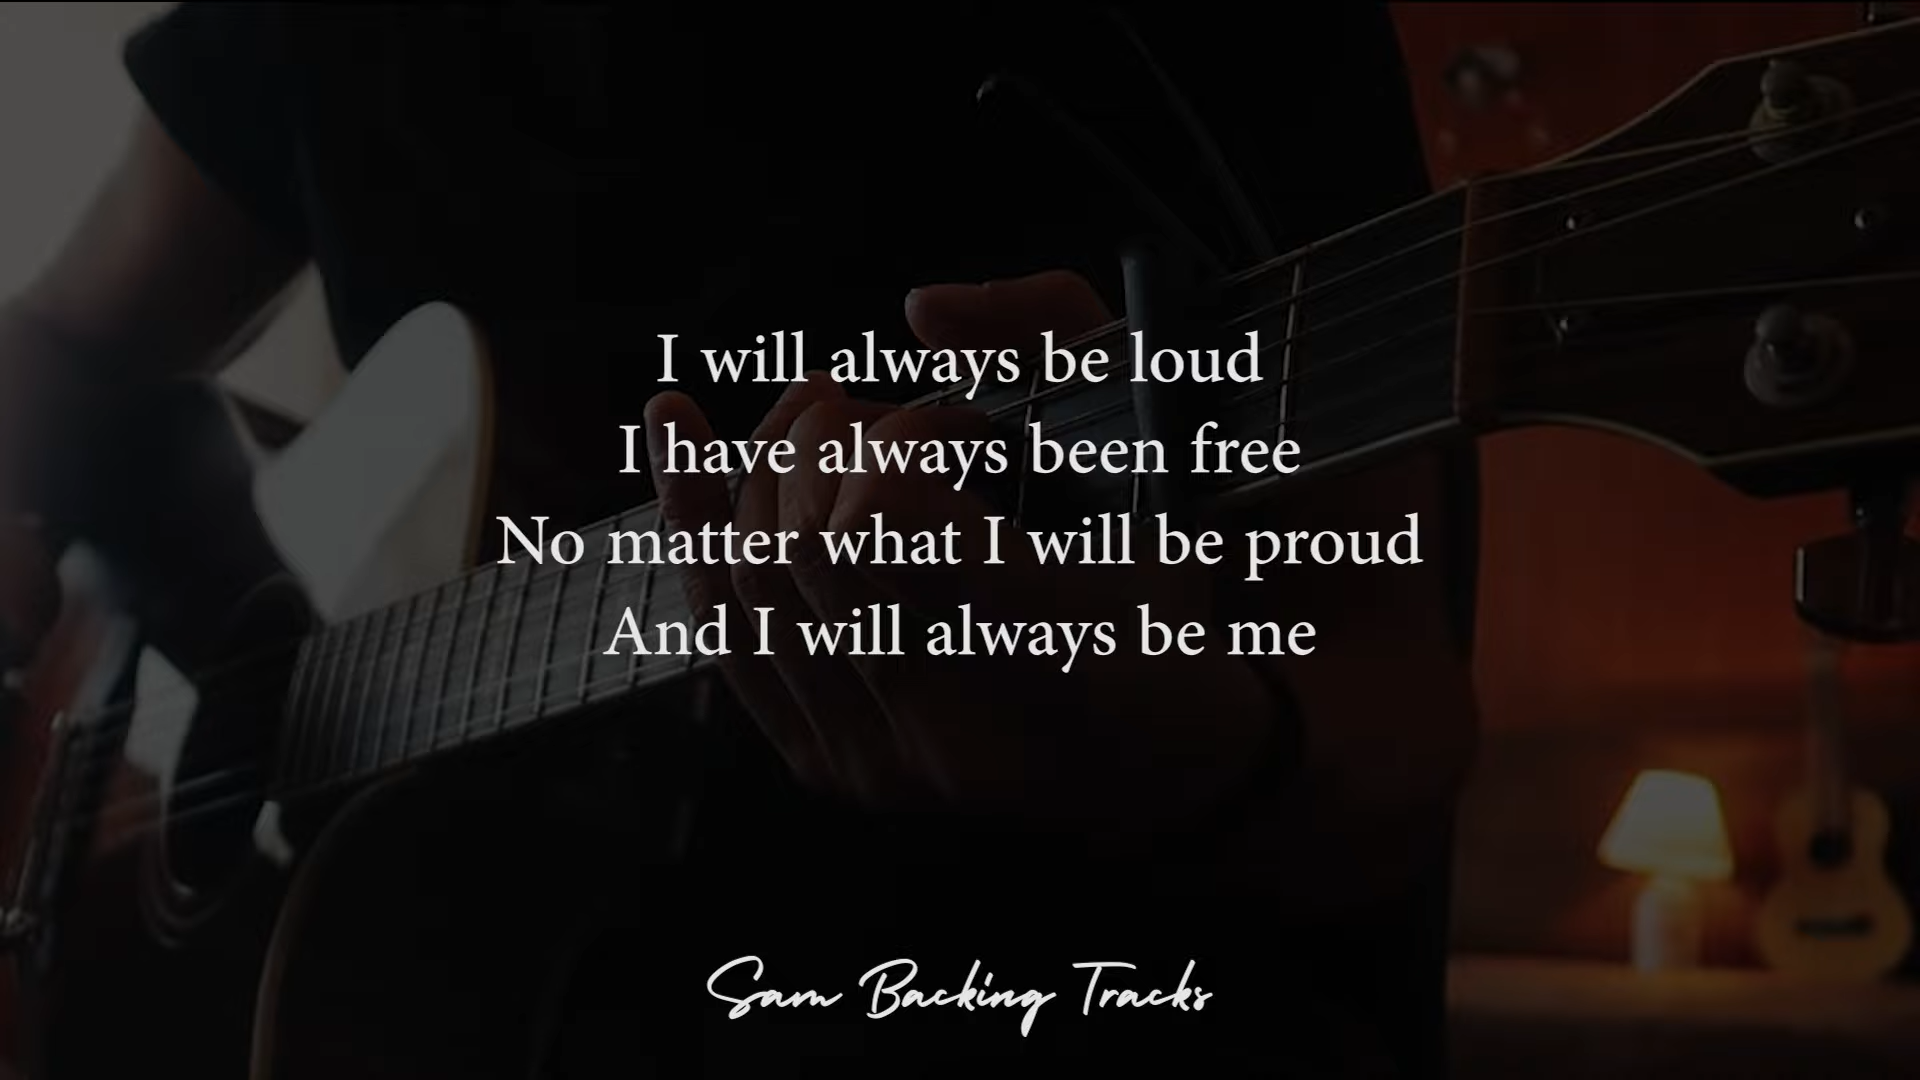 I will always be loud
I have always been free
No matter what I will be proud
And I will always be me
Sam Backing Tracks